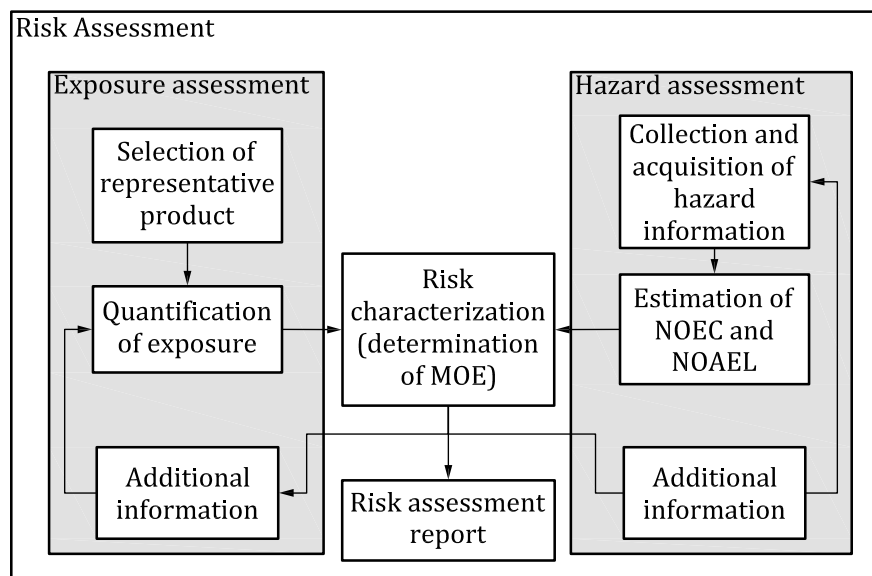 Risk Assessment
Exposure assessment
Selection of
representative
product
Quantification
of exposure
Additional
information
Risk
characterization
(determination
of MOE)
Risk assessment
report
Hazard assessment
Collection and
acquisition of
hazard
information
Estimation of
NOEC and
NOAEL
Additional
information